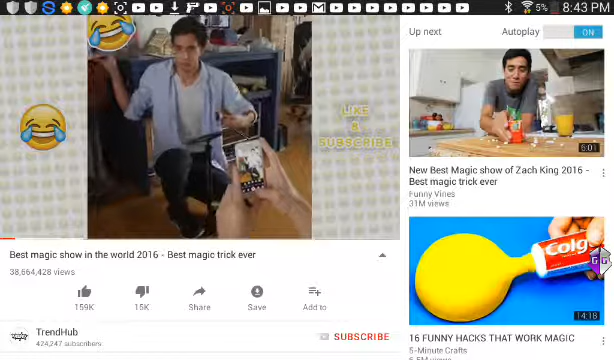 5% 8:43 PM
LIKE
&
SUBSCRIBE
Best magic show in the world 2016 - Best magic trick ever
38,664,428 views
159K
15K
Share
Save
Add to
TrendHub
424,247 subscribers
SUBSCRIBE
Up next
Autoplay
ON
6:01
New Best Magic show of Zach King 2016 -
Best magic trick ever
Funny Vines
31M views
Colg
GG
14:18
16 FUNNY HACKS THAT WORK MAGIC
5-Minute Crafts